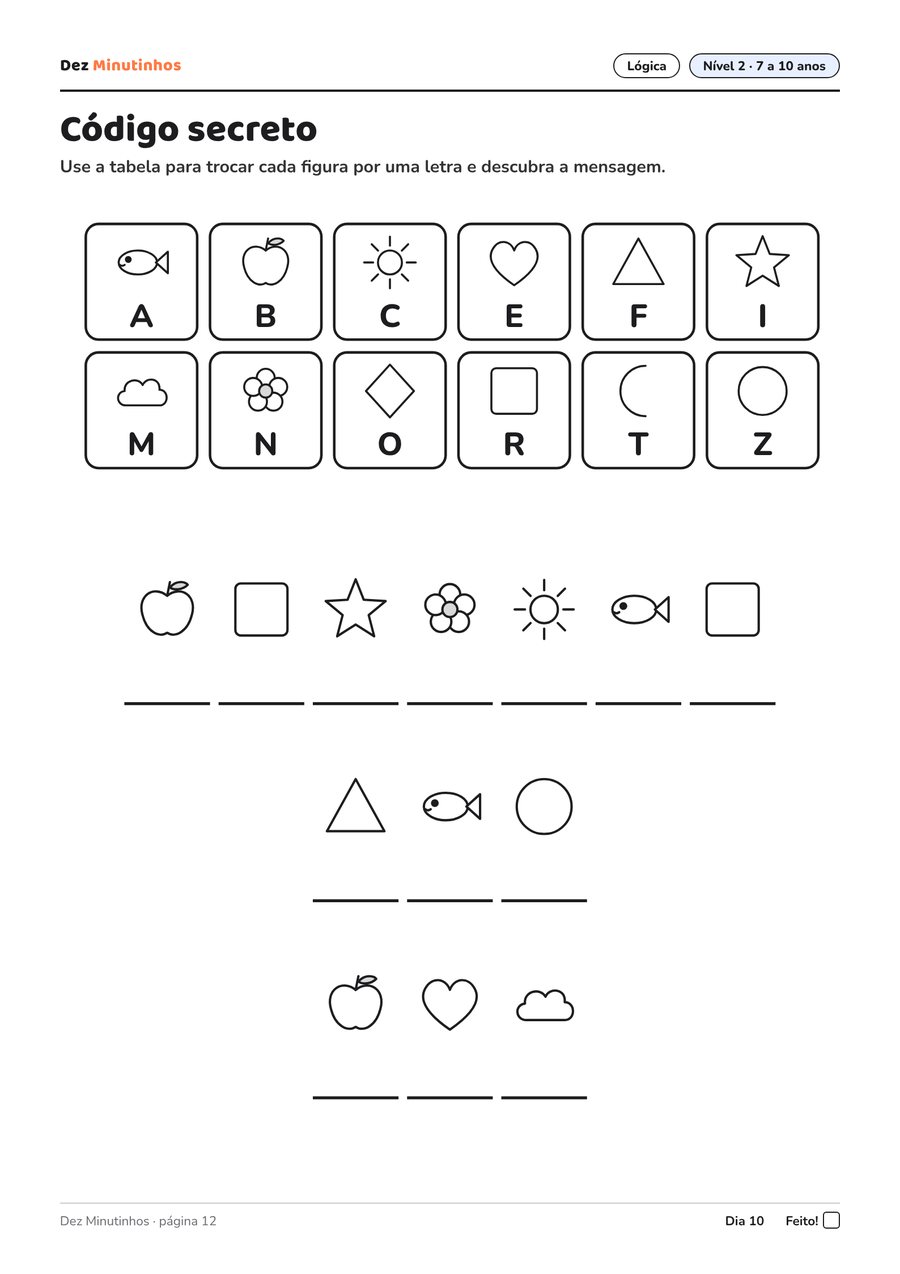 Dez Minutinhos
Lógica
Nível 2 · 7 a 10 anos
Código secreto
Use a tabela para trocar cada figura por uma letra e descubra a mensagem.
A B C E F I
M N O R T Z
Dez Minutinhos · página 12
Dia 10
Feito!